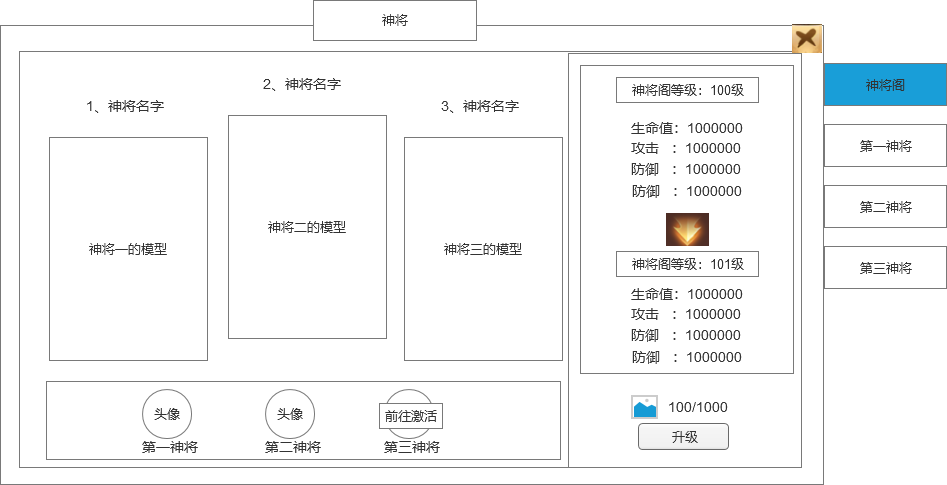 神将
1、神将名字
2、神将名字
3、神将名字
神将一的模型
神将二的模型
神将三的模型
头像
头像
前往激活
第一神将
第二神将
第三神将
神将阁等级：100级
生命值：1000000
攻击 ：1000000
防御 ：1000000
防御 ：1000000
神将阁等级：101级
生命值：1000000
攻击 ：1000000
防御 ：1000000
防御 ：1000000
100/1000
升级
神将阁
第一神将
第二神将
第三神将